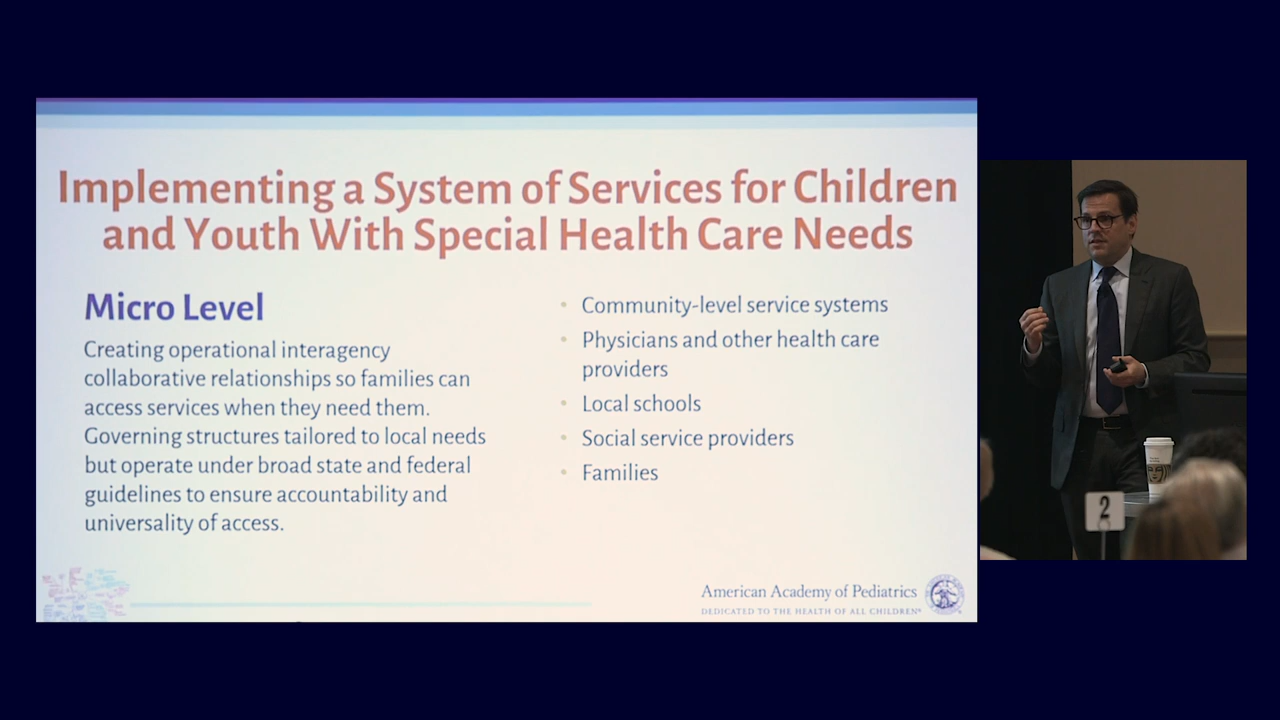 Implementing a System of Services for Children
and Youth With Special Health Care Needs
Micro Level
Creating operational interagency
collaborative relationships so families can
access services when they need them.
Governing structures tailored to local needs
but operate under broad state and federal
guidelines to ensure accountability and
universality of access.
• Community-level service systems
• Physicians and other health care
providers
• Local schools
• Social service providers
• Families
American Academy of Pediatrics
DEDICATED TO THE HEALTH OF ALL CHILDREN®
2